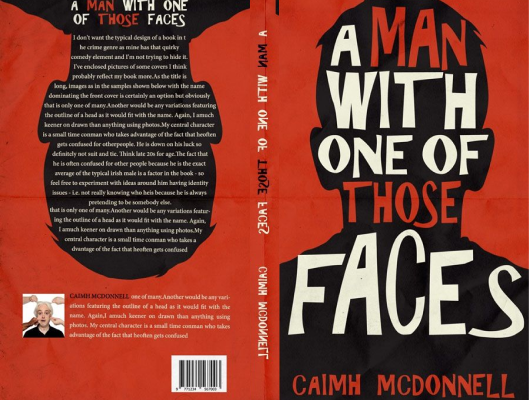 A MAN WITH ONE
OF THOSE FACES
I don't want the typical design of a book in t
he crime genre as mine has that quirky
comedy element and I'm not trying to hide it.
I've enclosed pictures of some covers I think
probably reflect my book more.As the title is
long, images as in the samples shown below with the name
dominating the front cover is certainly an option but obviously
that is only one of many.Another would be any variations featuring
the outline of a head as it would fit with the name. Again, I amuch
keener on drawn than anything using photos.My central character
is a small time conman who takes advantage of the fact that heoften
gets confused for otherpeople. He is down on his luck so
definitely not suit and tie. Think late 20s for age.The fact that
he is often confused for other people because he is the exact
average of the typical irish male is a factor in the book - so
feel free to experiment with ideas around him having identity
issues - i.e. not really knowing who heis because he is always
pretending to be somebody else.
that is only one of many.Another would be any variations featur-
ing the outline of a head as it would fit with the name. Again,
I amuch keener on drawn than anything using photos.My
central character is a small time conman who takes a
dvantage of the fact that heoften gets confused
CAIMH MCDONNELL one of many.Another would be any vari-
ations featuring the outline of a head as it would fit with the
name. Again,I amuch keener on drawn than anything using
photos. My central character is a small time conman who takes
advantage of the fact that heoften gets confused
A MAN WITH ONE OF THOSE FACES CAIMH MCDONNELL
A MAN
WITH
ONE OF
THOSE
FACES
CAIMH MCDONNELL